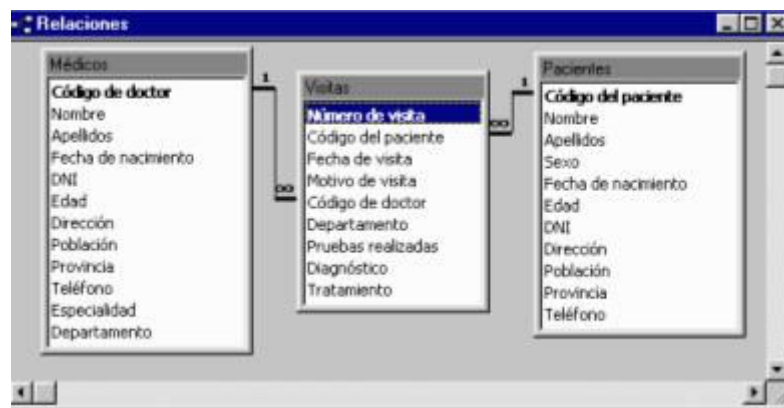 Relaciones
Médicos
Código de doctor
Nombre
Apellidos
Fecha de nacimiento
DNI
Edad
Dirección
Población
Provincia
Teléfono
Especialidad
Departamento
1
∞
Visitas
Número de visita
Código del paciente
Fecha de visita
Motivo de visita
Código de doctor
Departamento
Pruebas realizadas
Diagnóstico
Tratamiento
∞
1
Pacientes
Código del paciente
Nombre
Apellidos
Sexo
Fecha de nacimiento
Edad
DNI
Dirección
Población
Provincia
Teléfono